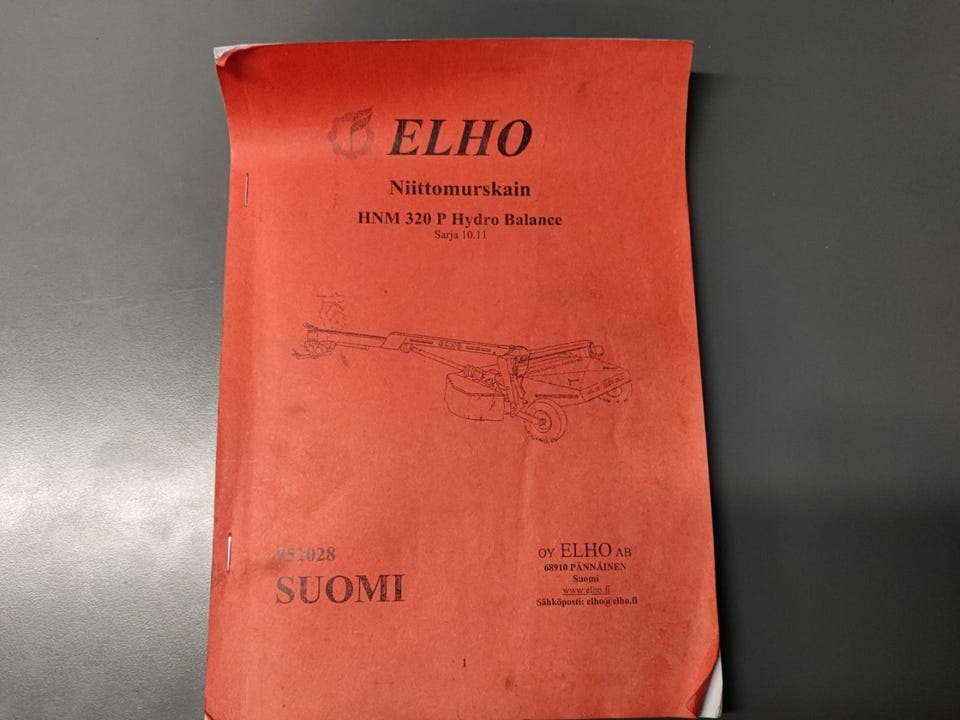 ELHO
Niittomurskain
HNM 320 P Hydro Balance
Sarja 10.11
852028
SUOMI
OY ELHO AB
68910 PÄNNÄINEN
Suomi
www.elho.fi
Sähköposti: elho@elho.fi
1